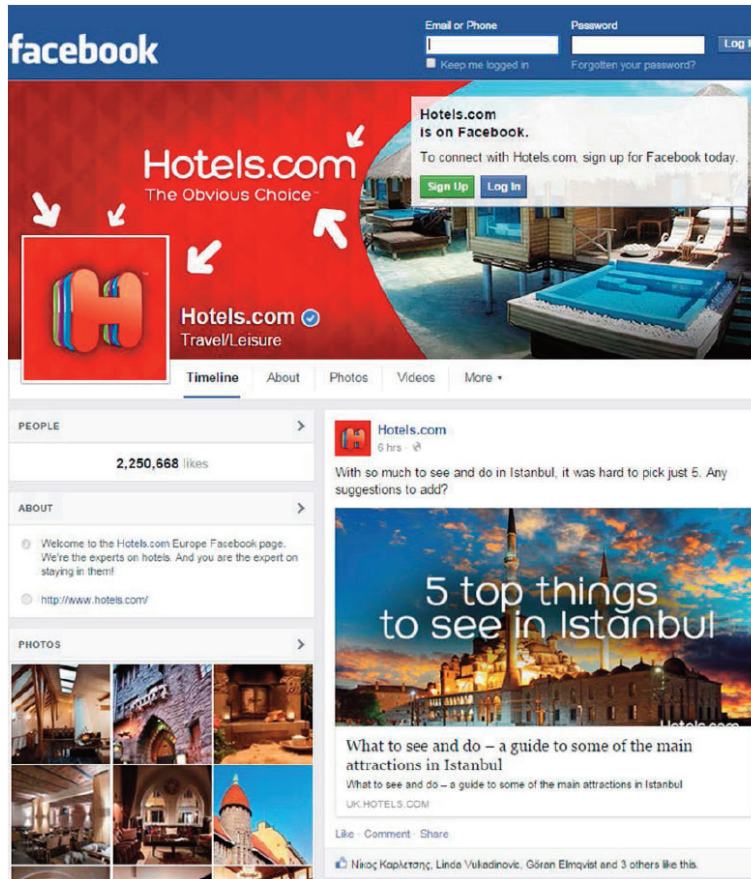 facebook
Email or Phone
Password
Keep me logged in
Forgotten your password?
Log
Hotels.com
is on Facebook.
To connect with Hotels.com, sign up for Facebook today.
Sign Up
Log In
Hotels.com
The Obvious Choice
Hotels.com
Travel/Leisure
Timeline
About
Photos
Videos
More
PEOPLE
2,250,668 likes
ABOUT
Welcome to the Hotels.com Europe Facebook page.
We're the experts on hotels. And you are the expert on
staying in them!
http://www.hotels.com/
PHOTOS
Hotels.com
6 hrs
With so much to see and do in Istanbul, it was hard to pick just 5. Any
suggestions to add?
5 top things
to see in Istanbul
Hotels.com
What to see and do – a guide to some of the main
attractions in Istanbul
What to see and do – a guide to some of the main attractions in Istanbul
UK.HOTELS.COM
Like · Comment · Share
Νικος Καρλετσης, Linda Vukadinovic, Göran Elmqvist and 3 others like this.